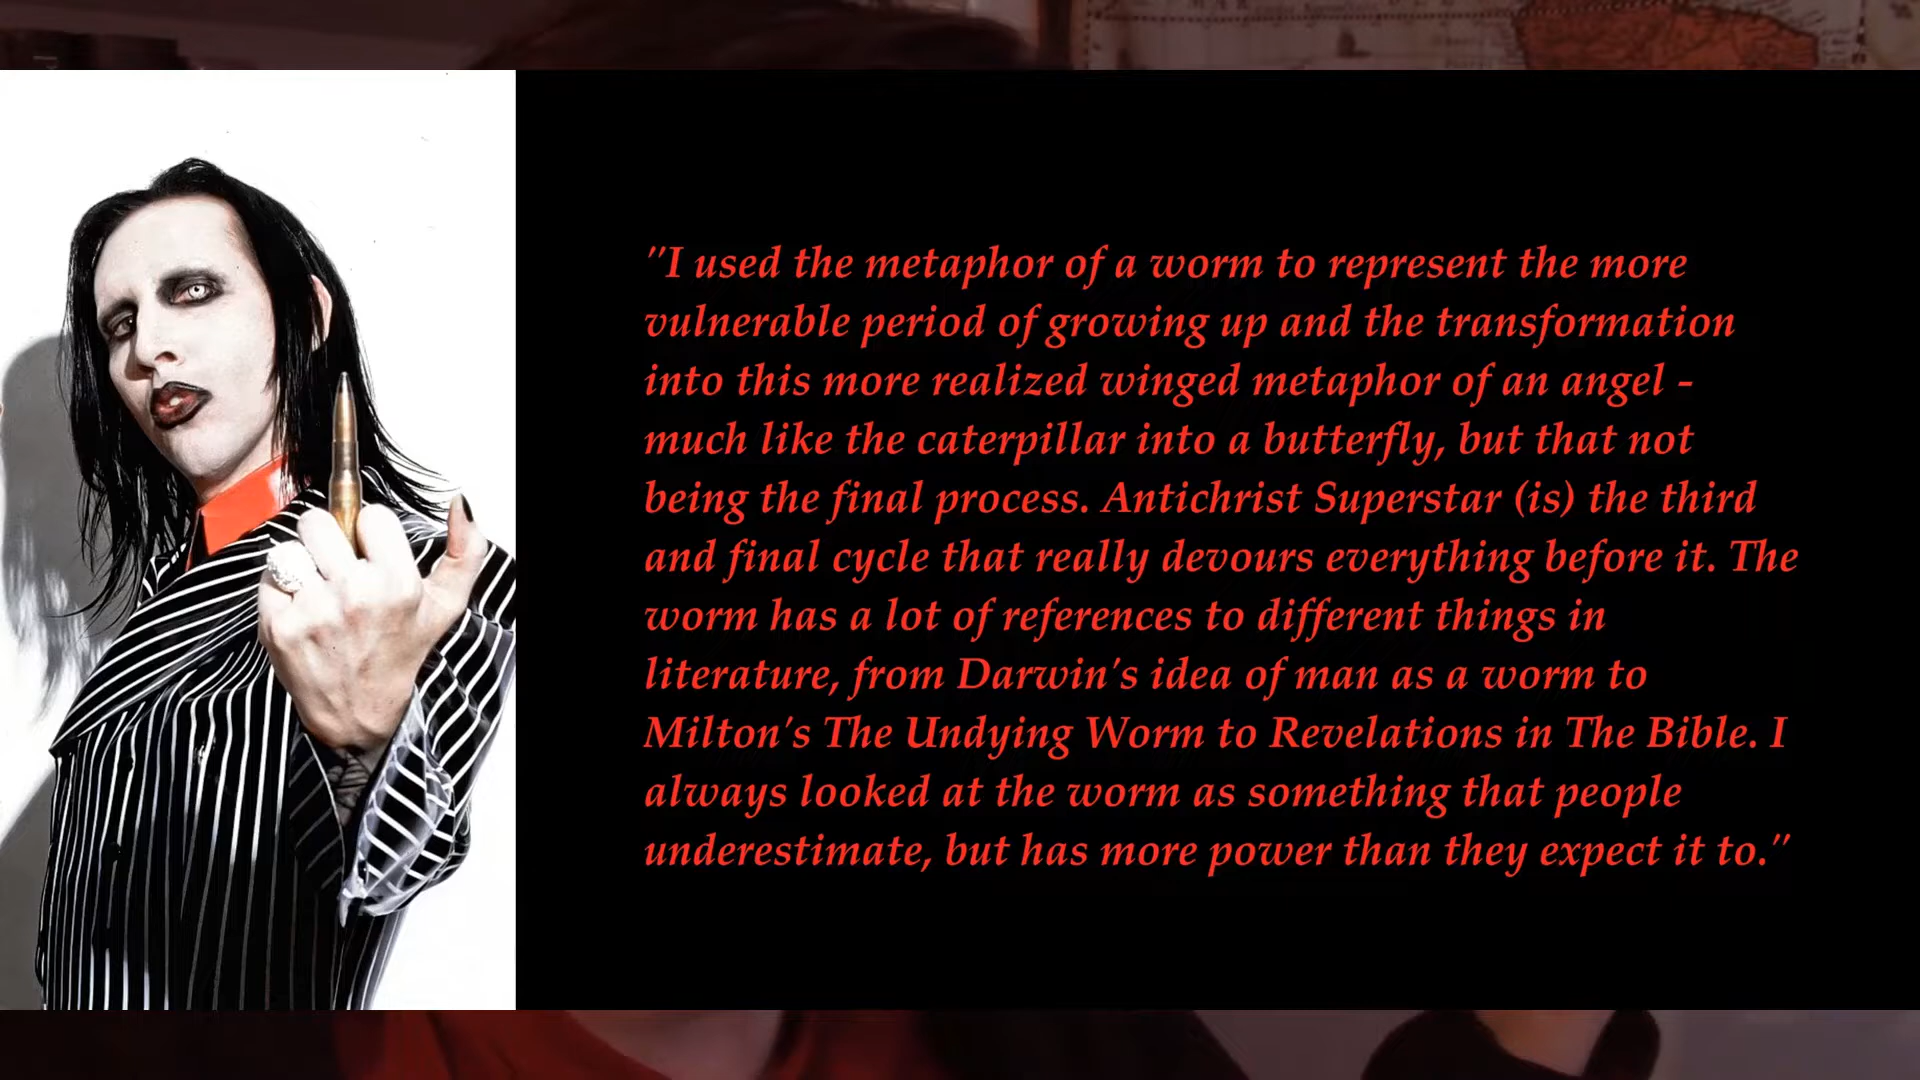 "I used the metaphor of a worm to represent the more
vulnerable period of growing up and the transformation
into this more realized winged metaphor of an angel -
much like the caterpillar into a butterfly, but that not
being the final process. Antichrist Superstar (is) the third
and final cycle that really devours everything before it. The
worm has a lot of references to different things in
literature, from Darwin's idea of man as a worm to
Milton's The Undying Worm to Revelations in The Bible. I
always looked at the worm as something that people
underestimate, but has more power than they expect it to."